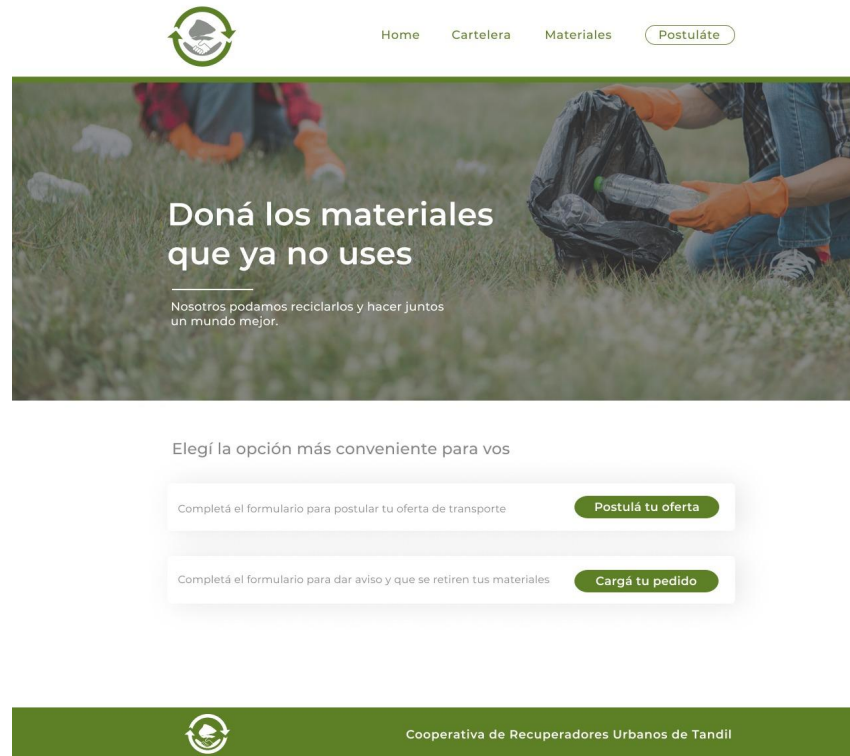 Home Cartelera Materiales Postuláte
Doná los materiales
que ya no uses
Nosotros podamos reciclarlos y hacer juntos
un mundo mejor.
Elegí la opción más conveniente para vos
Completá el formulario para postular tu oferta de transporte Postulá tu oferta
Completá el formulario para dar aviso y que se retiren tus materiales Cargá tu pedido
Cooperativa de Recuperadores Urbanos de Tandil